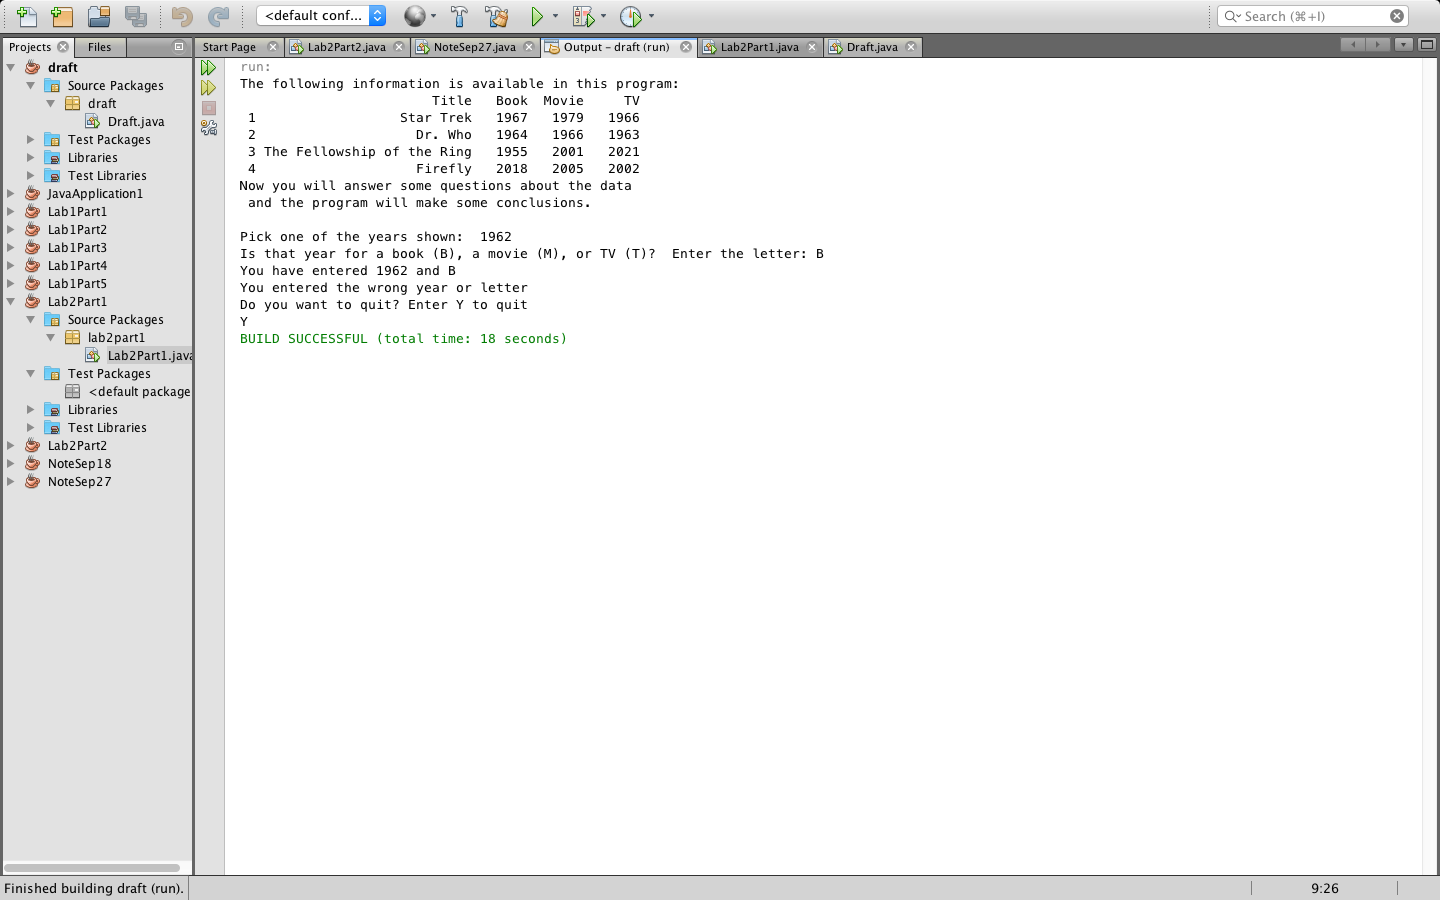 <default conf...
Search (⌘+I)
Projects
Files
Start Page
Lab2Part2.java
NoteSep27.java
Output – draft (run)
Lab2Part1.java
Draft.java
draft
Source Packages
draft
Draft.java
Test Packages
Libraries
Test Libraries
JavaApplication1
Lab1Part1
Lab1Part2
Lab1Part3
Lab1Part4
Lab1Part5
Lab2Part1
Source Packages
lab2part1
Lab2Part1.java
Test Packages
<default package
Libraries
Test Libraries
Lab2Part2
NoteSep18
NoteSep27
run:
The following information is available in this program:
Title Book Movie TV
1 Star Trek 1967 1979 1966
2 Dr. Who 1964 1966 1963
3 The Fellowship of the Ring 1955 2001 2021
4 Firefly 2018 2005 2002
Now you will answer some questions about the data
and the program will make some conclusions.
Pick one of the years shown: 1962
Is that year for a book (B), a movie (M), or TV (T)? Enter the letter: B
You have entered 1962 and B
You entered the wrong year or letter
Do you want to quit? Enter Y to quit
Y
BUILD SUCCESSFUL (total time: 18 seconds)
Finished building draft (run).
9:26